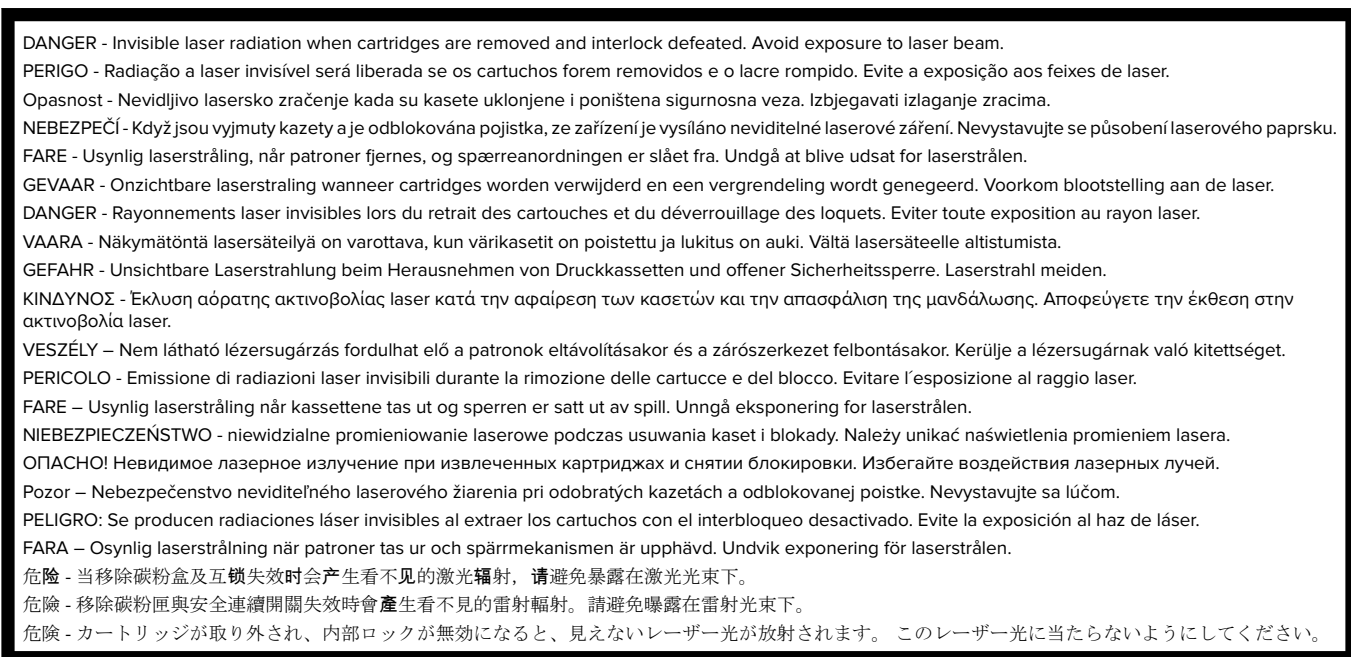 DANGER - Invisible laser radiation when cartridges are removed and interlock defeated. Avoid exposure to laser beam.
PERIGO - Radiação a laser invisível será liberada se os cartuchos forem removidos e o lacre rompido. Evite a exposição aos feixes de laser.
Opasnost - Nevidljivo lasersko zračenje kada su kasete uklonjene i poništena sigurnosna veza. Izbjegavati izlaganje zracima.
NEBEZPEČÍ - Když jsou vyjmuty kazety a je odblokována pojistka, ze zařízení je vysíláno neviditelné laserové záření. Nevystavujte se působení laserového paprsku.
FARE - Usynlig laserstråling, når patroner fjernes, og spærreanordningen er slået fra. Undgå at blive udsat for laserstrålen.
GEVAAR - Onzichtbare laserstraling wanneer cartridges worden verwijderd en een vergrendeling wordt genegeerd. Voorkom blootstelling aan de laser.
DANGER - Rayonnements laser invisibles lors du retrait des cartouches et du déverrouillage des loquets. Eviter toute exposition au rayon laser.
VAARA - Näkymätöntä lasersäteilyä on varottava, kun värikasetit on poistettu ja lukitus on auki. Vältä lasersäteelle altistumista.
GEFAHR - Unsichtbare Laserstrahlung beim Herausnehmen von Druckkassetten und offener Sicherheitssperre. Laserstrahl meiden.
ΚΙΝΔΥΝΟΣ - Έκλυση αόρατης ακτινοβολίας laser κατά την αφαίρεση των κασετών και την απασφάλιση της μανδάλωσης. Αποφεύγετε την έκθεση στην
ακτινοβολία laser.
VESZÉLY – Nem látható lézersugárzás fordulhat elő a patronok eltávolításakor és a zárószerkezet felbontásakor. Kerülje a lézersugárnak való kitettséget.
PERICOLO - Emissione di radiazioni laser invisibili durante la rimozione delle cartucce e del blocco. Evitare l´esposizione al raggio laser.
FARE – Usynlig laserstråling når kassettene tas ut og sperren er satt ut av spill. Unngå eksponering for laserstrålen.
NIEBEZPIECZEŃSTWO - niewidzialne promieniowanie laserowe podczas usuwania kaset i blokady. Należy unikać naświetlenia promieniem lasera.
ОПАСНО! Невидимое лазерное излучение при извлеченных картриджах и снятии блокировки. Избегайте воздействия лазерных лучей.
Pozor – Nebezpečenstvo neviditeľného laserového žiarenia pri odobratých kazetách a odblokovanej poistke. Nevystavujte sa lúčom.
PELIGRO: Se producen radiaciones láser invisibles al extraer los cartuchos con el interbloqueo desactivado. Evite la exposición al haz de láser.
FARA – Osynlig laserstrålning när patroner tas ur och spärrmekanismen är upphävd. Undvik exponering för laserstrålen.
危险 - 当移除碳粉盒及互锁失效时会产生看不见的激光辐射，请避免暴露在激光光束下。
危險 - 移除碳粉匣與安全連續開關失效時會產生看不見的雷射輻射。請避免曝露在雷射光束下。
危険 - カートリッジが取り外され、内部ロックが無効になると、見えないレーザー光が放射されます。 このレーザー光に当たらないようにしてください。